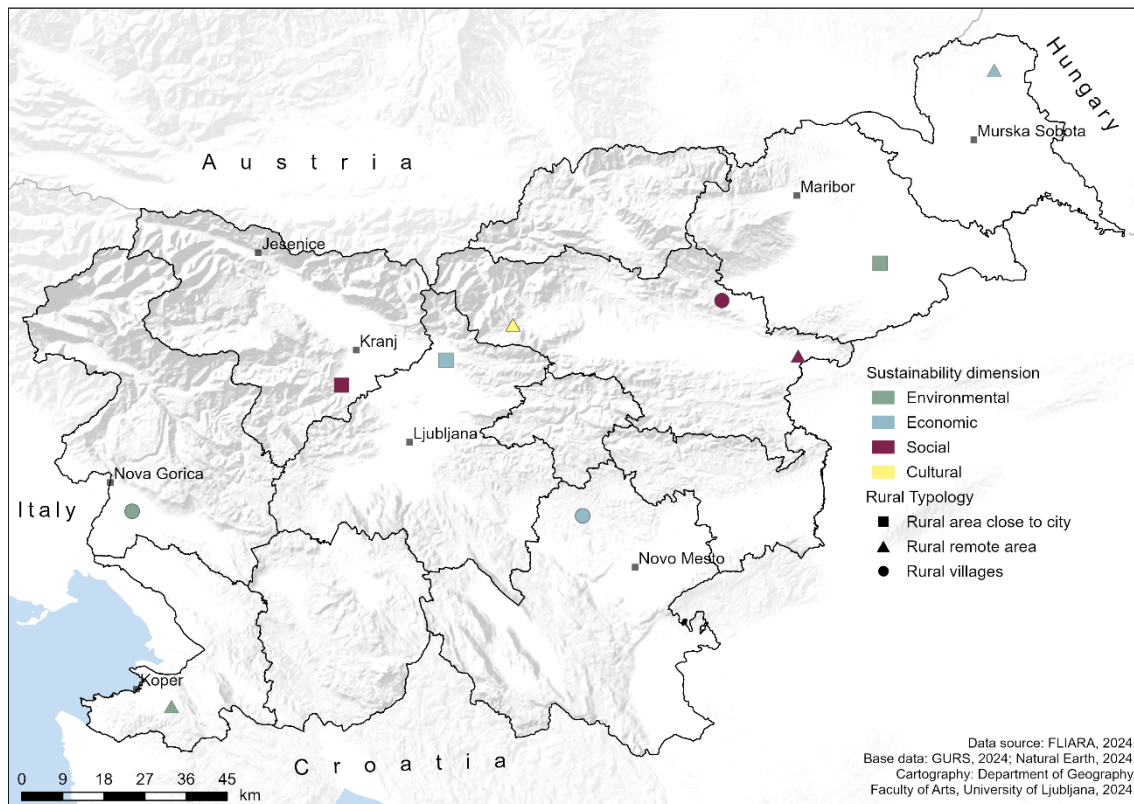 Hungary
Murska Sobota
Austria
Maribor
Jesenice
Kranj
Ljubljana
Nova Gorica
Italy
Novo Mesto
Koper
Croatia
Sustainability dimension
Environmental
Economic
Social
Cultural
Rural Typology
Rural area close to city
Rural remote area
Rural villages
0 9 18 27 36 45
km
Data source: FLIARA, 2024.
Base data: GURS, 2024; Natural Earth, 2024.
Cartography: Department of Geography
Faculty of Arts, University of Ljubljana, 2024.